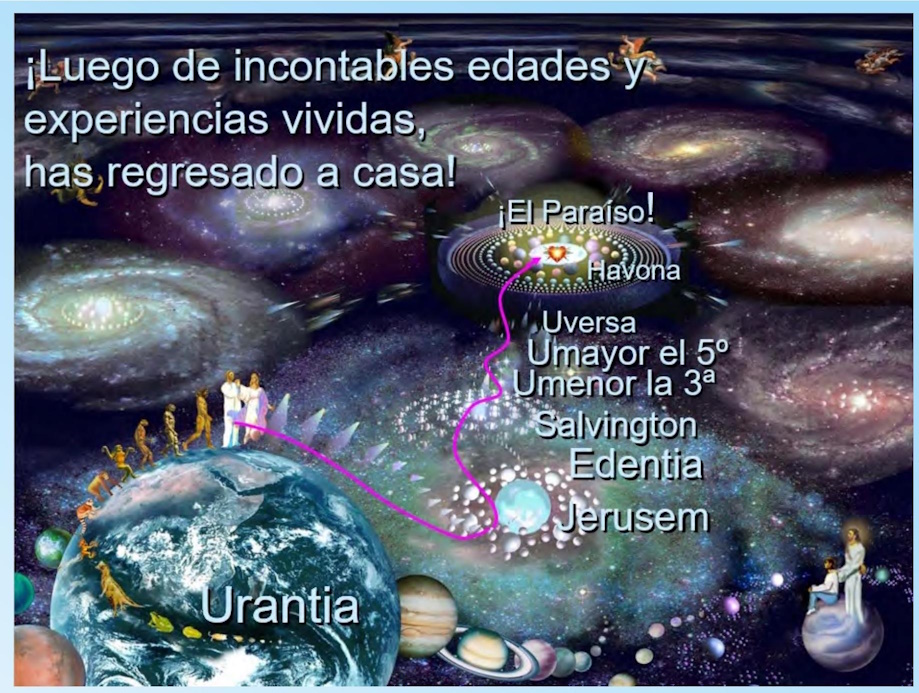 ¡Luego de incontables edades y
experiencias vividas,
has regresado a casa!
¡El Paraíso!
Havona
Uversa
Umayor el 5º
Umenor la 3ª
Salvington
Edentia
Jerusem
Urantia